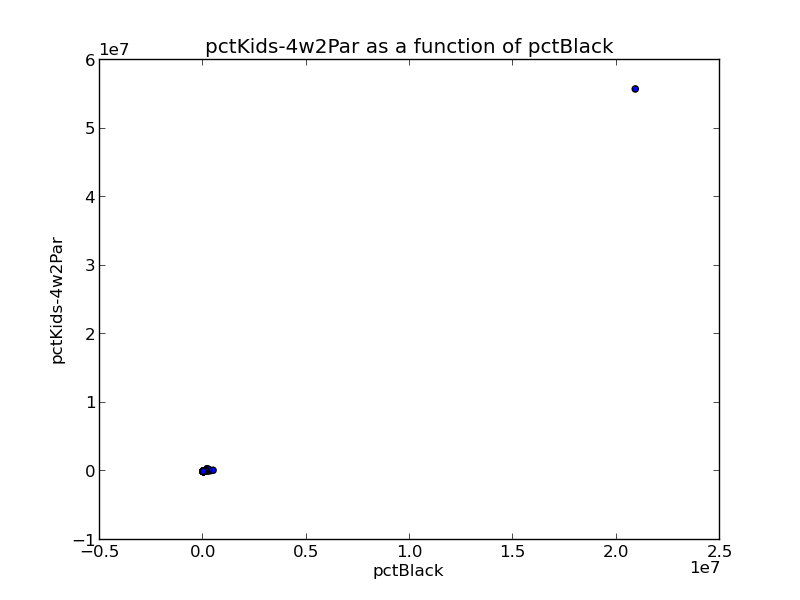 pctKids-4w2Par as a function of pctBlack
1e7
6
5
4
3
2
1
0
−1
−0.5 0.0 0.5 1.0 1.5 2.0 2.5
1e7
pctBlack
pctKids-4w2Par